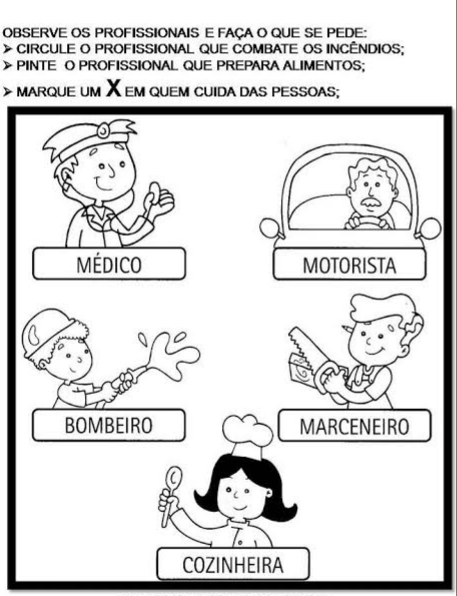 OBSERVE OS PROFISSIONAIS E FAÇA O QUE SE PEDE:
➢ CIRCULE O PROFISSIONAL QUE COMBATE OS INCÊNDIOS;
➢ PINTE O PROFISSIONAL QUE PREPARA ALIMENTOS;
➢ MARQUE UM X EM QUEM CUIDA DAS PESSOAS;
MÉDICO
MOTORISTA
BOMBEIRO
MARCENEIRO
COZINHEIRA